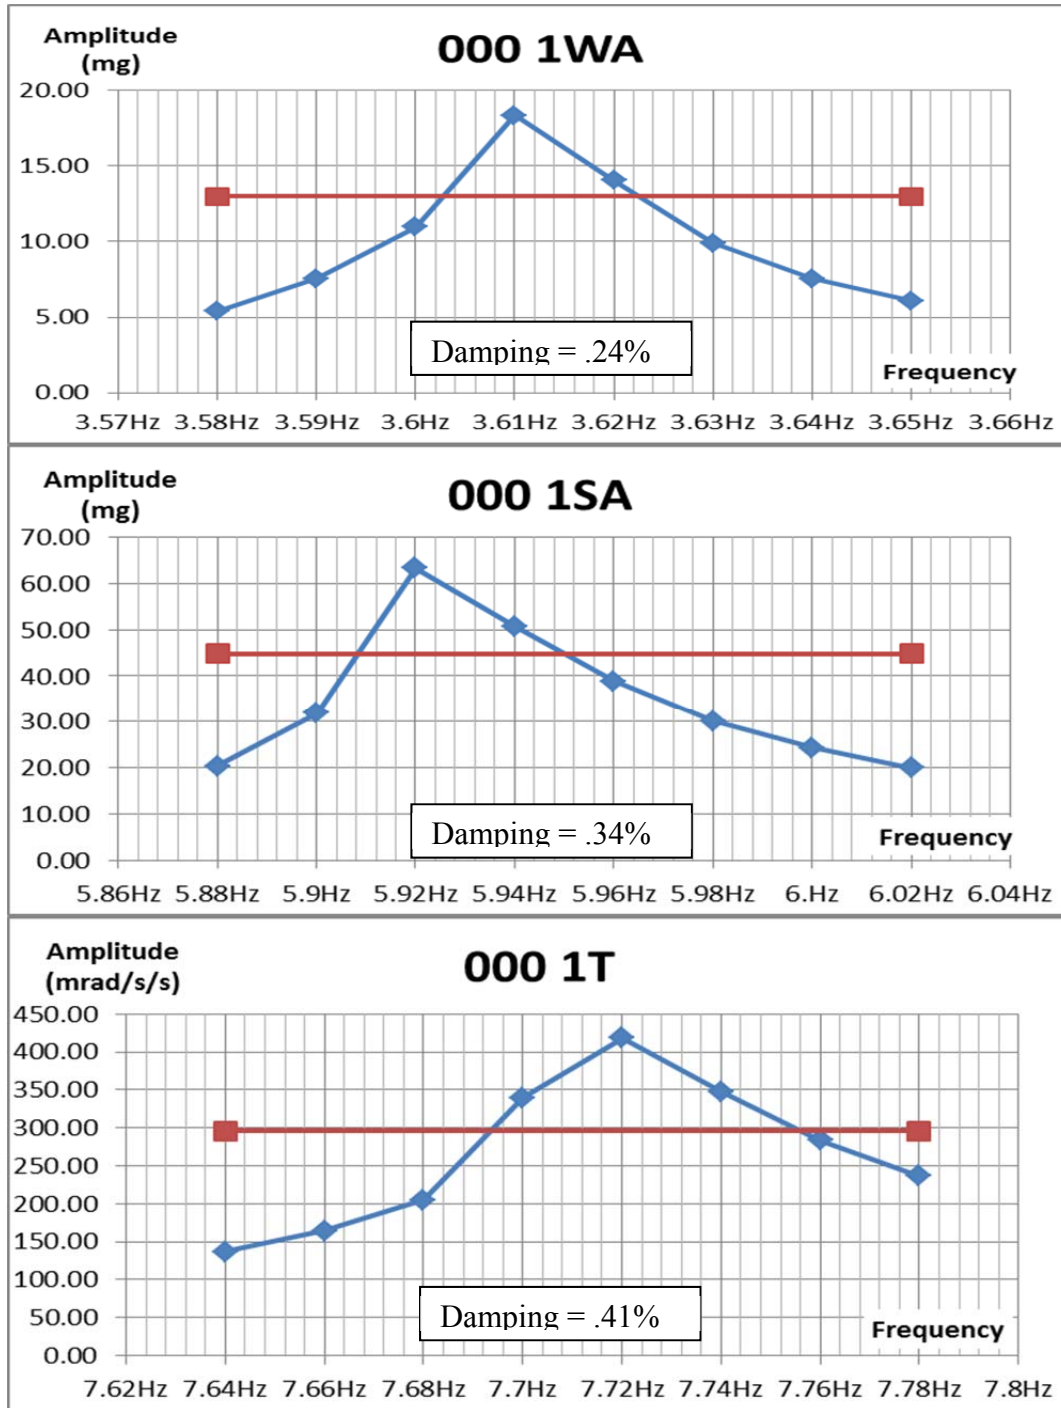 Amplitude
(mg)
000 1WA
20.00
15.00
10.00
5.00
0.00
Damping = .24%
Frequency
3.57Hz 3.58Hz 3.59Hz 3.6Hz 3.61Hz 3.62Hz 3.63Hz 3.64Hz 3.65Hz 3.66Hz
Amplitude
(mg)
000 1SA
70.00
60.00
50.00
40.00
30.00
20.00
10.00
0.00
Damping = .34%
Frequency
5.86Hz 5.88Hz 5.9Hz 5.92Hz 5.94Hz 5.96Hz 5.98Hz 6.Hz 6.02Hz 6.04Hz
Amplitude
(mrad/s/s)
000 1T
450.00
400.00
350.00
300.00
250.00
200.00
150.00
100.00
50.00
0.00
Damping = .41%
Frequency
7.62Hz 7.64Hz 7.66Hz 7.68Hz 7.7Hz 7.72Hz 7.74Hz 7.76Hz 7.78Hz 7.8Hz